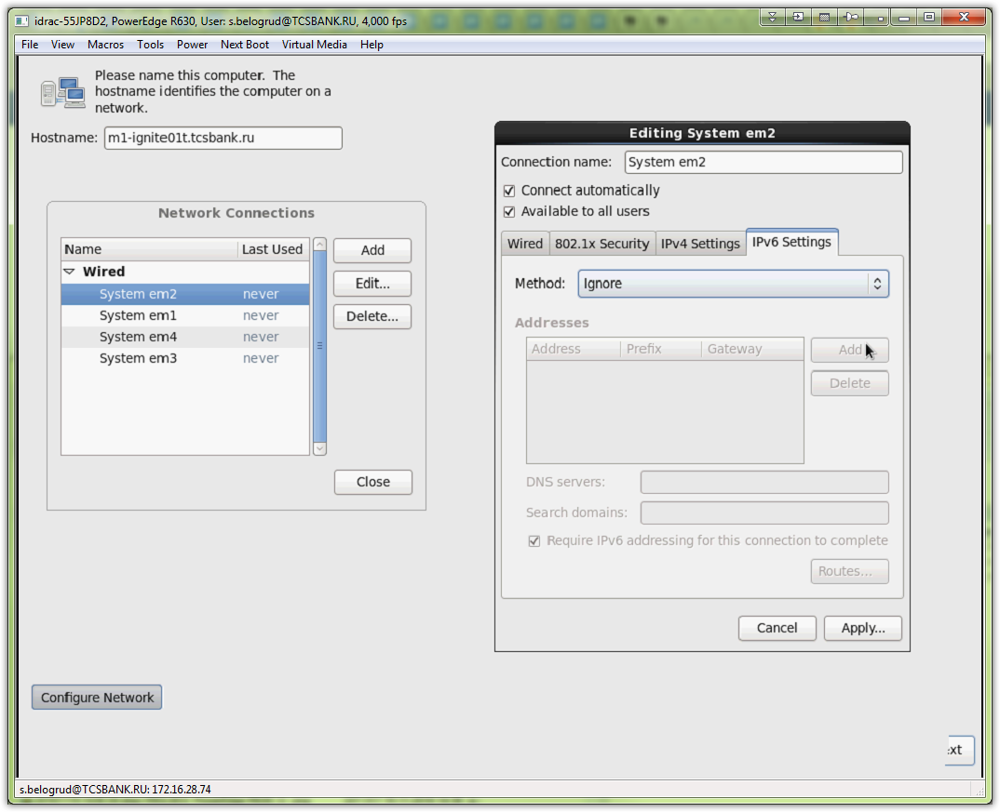 idrac-55JP8D2, PowerEdge R630, User: s.belogrud@TCSBANK.RU, 4,000 fps
File View Macros Tools Power Next Boot Virtual Media Help
Please name this computer. The
hostname identifies the computer on a
network.
Hostname: m1-ignite01t.tcsbank.ru
Network Connections
Name Last Used
Wired
System em2 never
System em1 never
System em4 never
System em3 never
Add
Edit...
Delete...
Close
Editing System em2
Connection name: System em2
Connect automatically
Available to all users
Wired 802.1x Security IPv4 Settings IPv6 Settings
Method: Ignore
Addresses
Address Prefix Gateway
Add
Delete
DNS servers:
Search domains:
Require IPv6 addressing for this connection to complete
Routes...
Cancel Apply...
Configure Network
ext
s.belogrud@TCSBANK.RU: 172.16.28.74